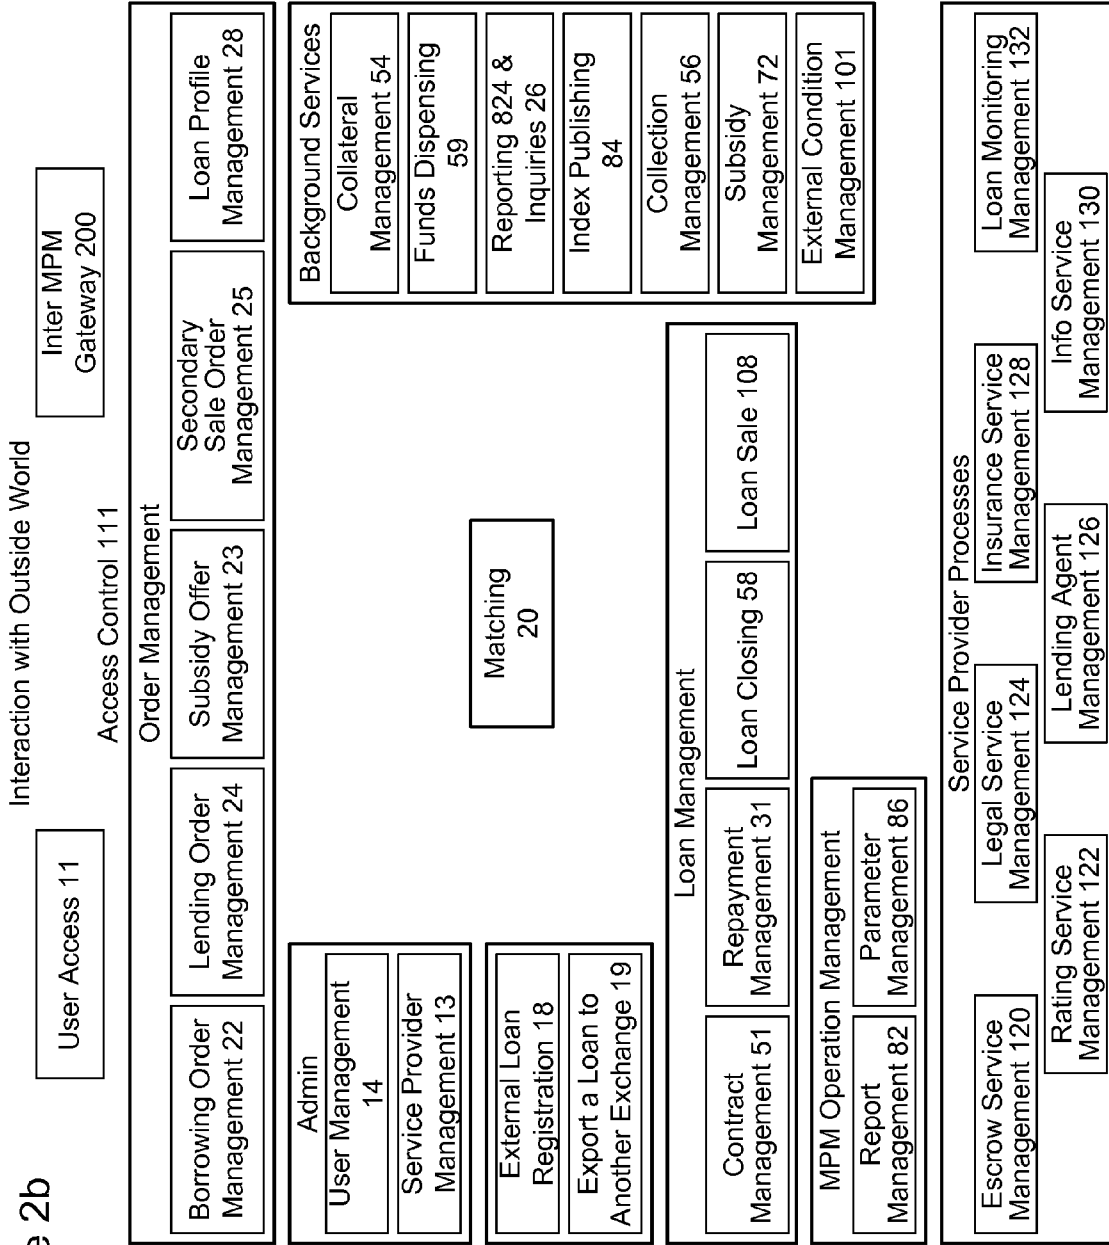 e 2b
Interaction with Outside World
User Access 11
Inter MPM
Gateway 200
Access Control 111
Order Management
Borrowing Order
Management 22
Lending Order
Management 24
Subsidy Offer
Management 23
Secondary
Sale Order
Management 25
Loan Profile
Management 28
Admin
User Management
14
Service Provider
Management 13
External Loan
Registration 18
Export a Loan to
Another Exchange 19
Matching
20
Background Services
Collateral
Management 54
Funds Dispensing
59
Reporting 824 &
Inquiries 26
Index Publishing
84
Collection
Management 56
Subsidy
Management 72
External Condition
Management 101
Loan Management
Contract
Management 51
Repayment
Management 31
Loan Closing 58
Loan Sale 108
MPM Operation Management
Report
Management 82
Parameter
Management 86
Service Provider Processes
Escrow Service
Management 120
Rating Service
Management 122
Legal Service
Management 124
Lending Agent
Management 126
Insurance Service
Management 128
Info Service
Management 130
Loan Monitoring
Management 132